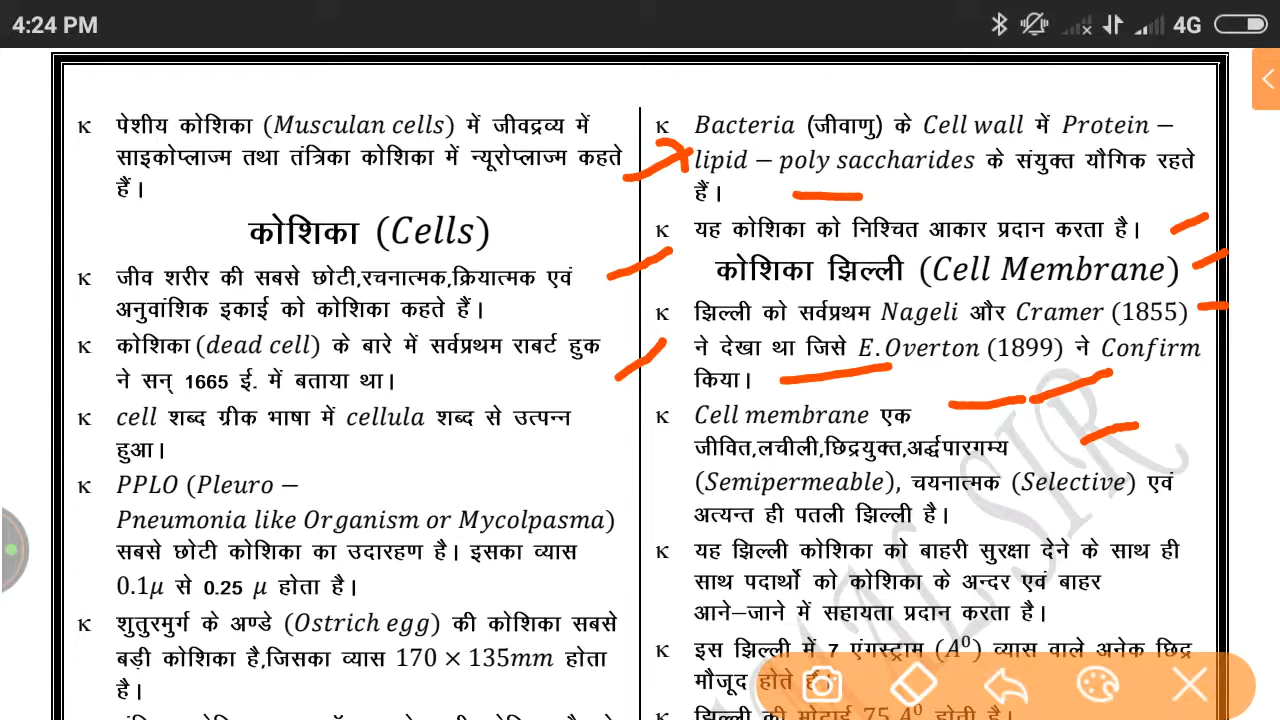 4:24 PM
4G
κ पेशीय कोशिका (Musculan cells) में जीवद्रव्य में
साइकोप्लाज्म तथा तंत्रिका कोशिका में न्यूरोप्लाज्म कहते
हैं।
कोशिका (Cells)
κ जीव शरीर की सबसे छोटी,रचनात्मक,क्रियात्मक एवं
अनुवांशिक इकाई को कोशिका कहते हैं।
κ कोशिका (dead cell) के बारे में सर्वप्रथम राबर्ट हुक
ने सन् 1665 ई. में बताया था।
κ cell शब्द ग्रीक भाषा में cellula शब्द से उत्पन्न
हुआ।
κ PPLO (Pleuro −
Pneumonia like Organism or Mycolpasma)
सबसे छोटी कोशिका का उदारहण है। इसका व्यास
0.1μ से 0.25 μ होता है।
κ शुतुरमुर्ग के अण्डे (Ostrich egg) की कोशिका सबसे
बड़ी कोशिका है,जिसका व्यास 170 × 135mm होता
है।
κ Bacteria (जीवाणु) के Cell wall में Protein −
lipid − poly saccharides के संयुक्त यौगिक रहते
हैं।
κ यह कोशिका को निश्चित आकार प्रदान करता है।
कोशिका झिल्ली (Cell Membrane)
κ झिल्ली को सर्वप्रथम Nageli और Cramer (1855)
ने देखा था जिसे E. Overton (1899) ने Confirm
किया।
κ Cell membrane एक
जीवित,लचीली,छिद्रयुक्त,अर्द्धपारगम्य
(Semipermeable), चयनात्मक (Selective) एवं
अत्यन्त ही पतली झिल्ली है।
κ यह झिल्ली कोशिका को बाहरी सुरक्षा देने के साथ ही
साथ पदार्थो को कोशिका के अन्दर एवं बाहर
आने–जाने में सहायता प्रदान करता है।
κ इस झिल्ली में 7 एंगस्ट्राम (A⁰) व्यास वाले अनेक छिद्र
मौजूद होते हैं।
κ झिल्ली की मोटाई 75 A⁰ होती है।
SIR